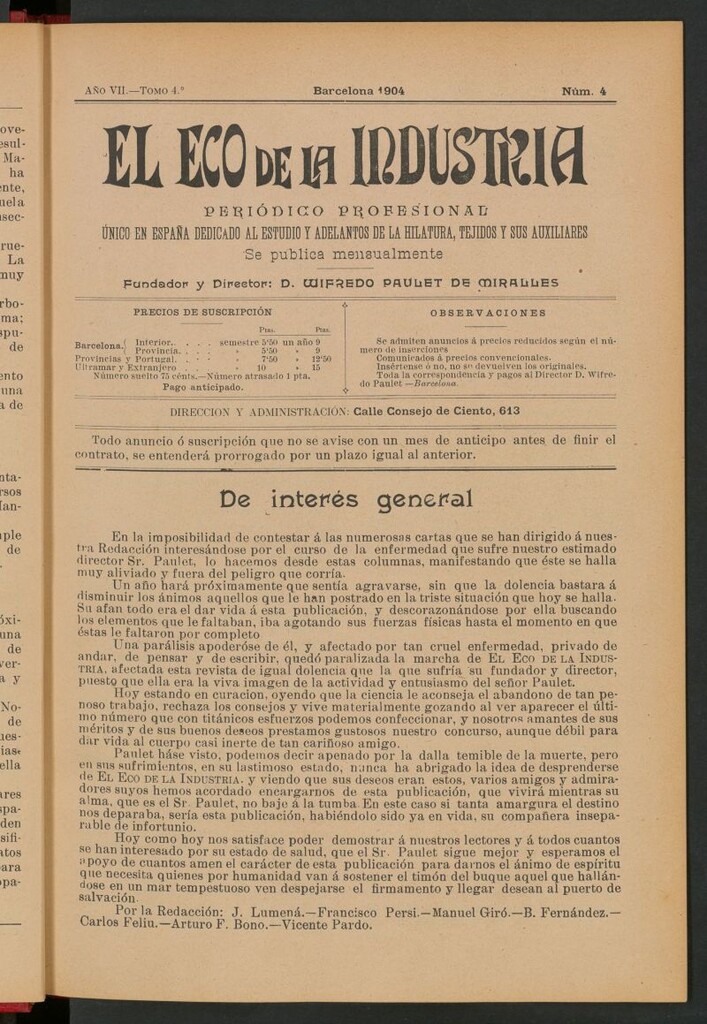 AÑO VII.—TOMO 4.º Barcelona 1904 Núm. 4
EL ECO DE LA INDUSTRIA
PERIÓDICO PROFESIONAL
ÚNICO EN ESPAÑA DEDICADO AL ESTUDIO Y ADELANTOS DE LA HILATURA, TEJIDOS Y SUS AUXILIARES
Se publica mensualmente
Fundador y Director: D. WIFREDO PAULET DE MIRALLES
PRECIOS DE SUSCRIPCIÓN
Ptas. Ptas.
Barcelona. Interior. . . . semestre 5'50 un año 9
Provincia. . . . » 5'50 » 9
Provincias y Portugal. . . . » 7'50 » 12'50
Ultramar y Extranjero . . . » 10 » 15
Número suelto 75 cénts.—Número atrasado 1 pta.
Pago anticipado.
OBSERVACIONES
Se admiten anuncios á precios reducidos según el nú-
mero de inserciones
Comunicados á precios convencionales.
Insértense ó no, no se devuelven los originales.
Toda la correspondencia y pagos al Director D. Wifre-
do Paulet —Barcelona.
DIRECCION Y ADMINISTRACIÓN: Calle Consejo de Ciento, 613
Todo anuncio ó suscripción que no se avise con un mes de anticipo antes de finir el
contrato, se entenderá prorrogado por un plazo igual al anterior.
De interés general
En la imposibilidad de contestar á las numerosas cartas que se han dirigido á nues-
tra Redacción interesándose por el curso de la enfermedad que sufre nuestro estimado
director Sr. Paulet, lo hacemos desde estas columnas, manifestando que éste se halla
muy aliviado y fuera del peligro que corría.
Un año hará próximamente que sentía agravarse, sin que la dolencia bastara á
disminuir los ánimos aquellos que le han postrado en la triste situación que hoy se halla.
Su afan todo era el dar vida á esta publicación, y descorazonándose por ella buscando
los elementos que le faltaban, iba agotando sus fuerzas físicas hasta el momento en que
éstas le faltaron por completo
Una parálisis apoderóse de él, y afectado por tan cruel enfermedad, privado de
andar, de pensar y de escribir, quedó paralizada la marcha de EL ECO DE LA INDUS-
TRIA, afectada esta revista de igual dolencia que la que sufría su fundador y director,
puesto que ella era la viva imagen de la actividad y entusiasmo del señor Paulet.
Hoy estando en curacion, oyendo que la ciencia le aconseja el abandono de tan pe-
noso trabajo, rechaza los consejos y vive materialmente gozando al ver aparecer el últi-
mo número que con titánicos esfuerzos podemos confeccionar, y nosotros amantes de sus
méritos y de sus buenos deseos prestamos gustosos nuestro concurso, aunque débil para
dar vida al cuerpo casi inerte de tan cariñoso amigo.
Paulet háse visto, podemos decir apenado por la dalla temible de la muerte, pero
en sus sufrimientos, en su lastimoso estado, nunca ha abrigado la idea de desprenderse
de EL ECO DE LA INDUSTRIA. y viendo que sus deseos eran estos, varios amigos y admira-
dores suyos hemos acordado encargarnos de esta publicación, que vivirá mientras su
alma, que es el Sr. Paulet, no baje á la tumba. En este caso si tanta amargura el destino
nos deparaba, sería esta publicación, habiéndolo sido ya en vida, su compañera insepa-
rable de infortunio.
Hoy como hoy nos satisface poder demostrar á nuestros lectores y á todos cuantos
se han interesado por su estado de salud, que el Sr. Paulet sigue mejor y esperamos el
apoyo de cuantos amen el carácter de esta publicación para darnos el ánimo de espíritu
que necesita quienes por humanidad van á sostener el timón del buque aquel que hallán-
dose en un mar tempestuoso ven despejarse el firmamento y llegar desean al puerto de
salvación.
Por la Redacción: J. Lumená.—Francisco Persi.—Manuel Giró.—B. Fernández.—
Carlos Feliu.—Arturo F. Bono.—Vicente Pardo.